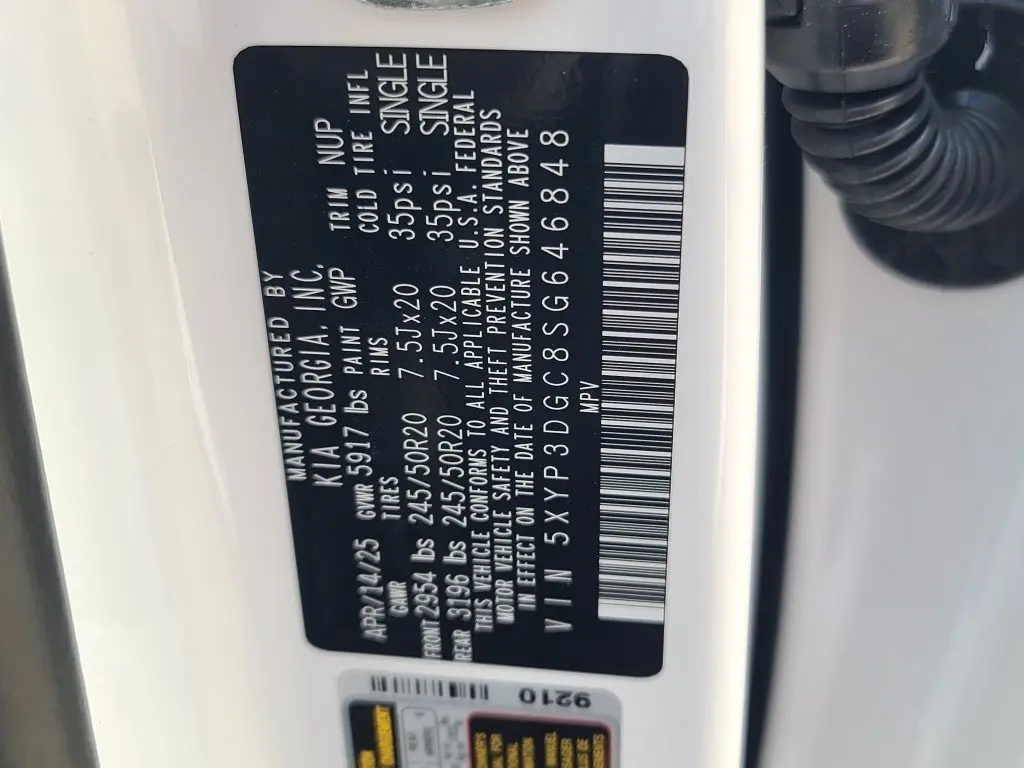 MANUFACTURED BY
KIA GEORGIA, INC.
APR/14/25 GVWR 5917 lbs PAINT GWP TRIM NUP
GAWR TIRES RIMS COLD TIRE INFL
FRONT 2954 lbs 245/50R20 7.5Jx20 35psi SINGLE
REAR 3196 lbs 245/50R20 7.5Jx20 35psi SINGLE
THIS VEHICLE CONFORMS TO ALL APPLICABLE U.S.A. FEDERAL
MOTOR VEHICLE SAFETY AND THEFT PREVENTION STANDARDS
IN EFFECT ON THE DATE OF MANUFACTURE SHOWN ABOVE
VIN 5XYP3DGC8SG646848
MPV
9210
MANUEL